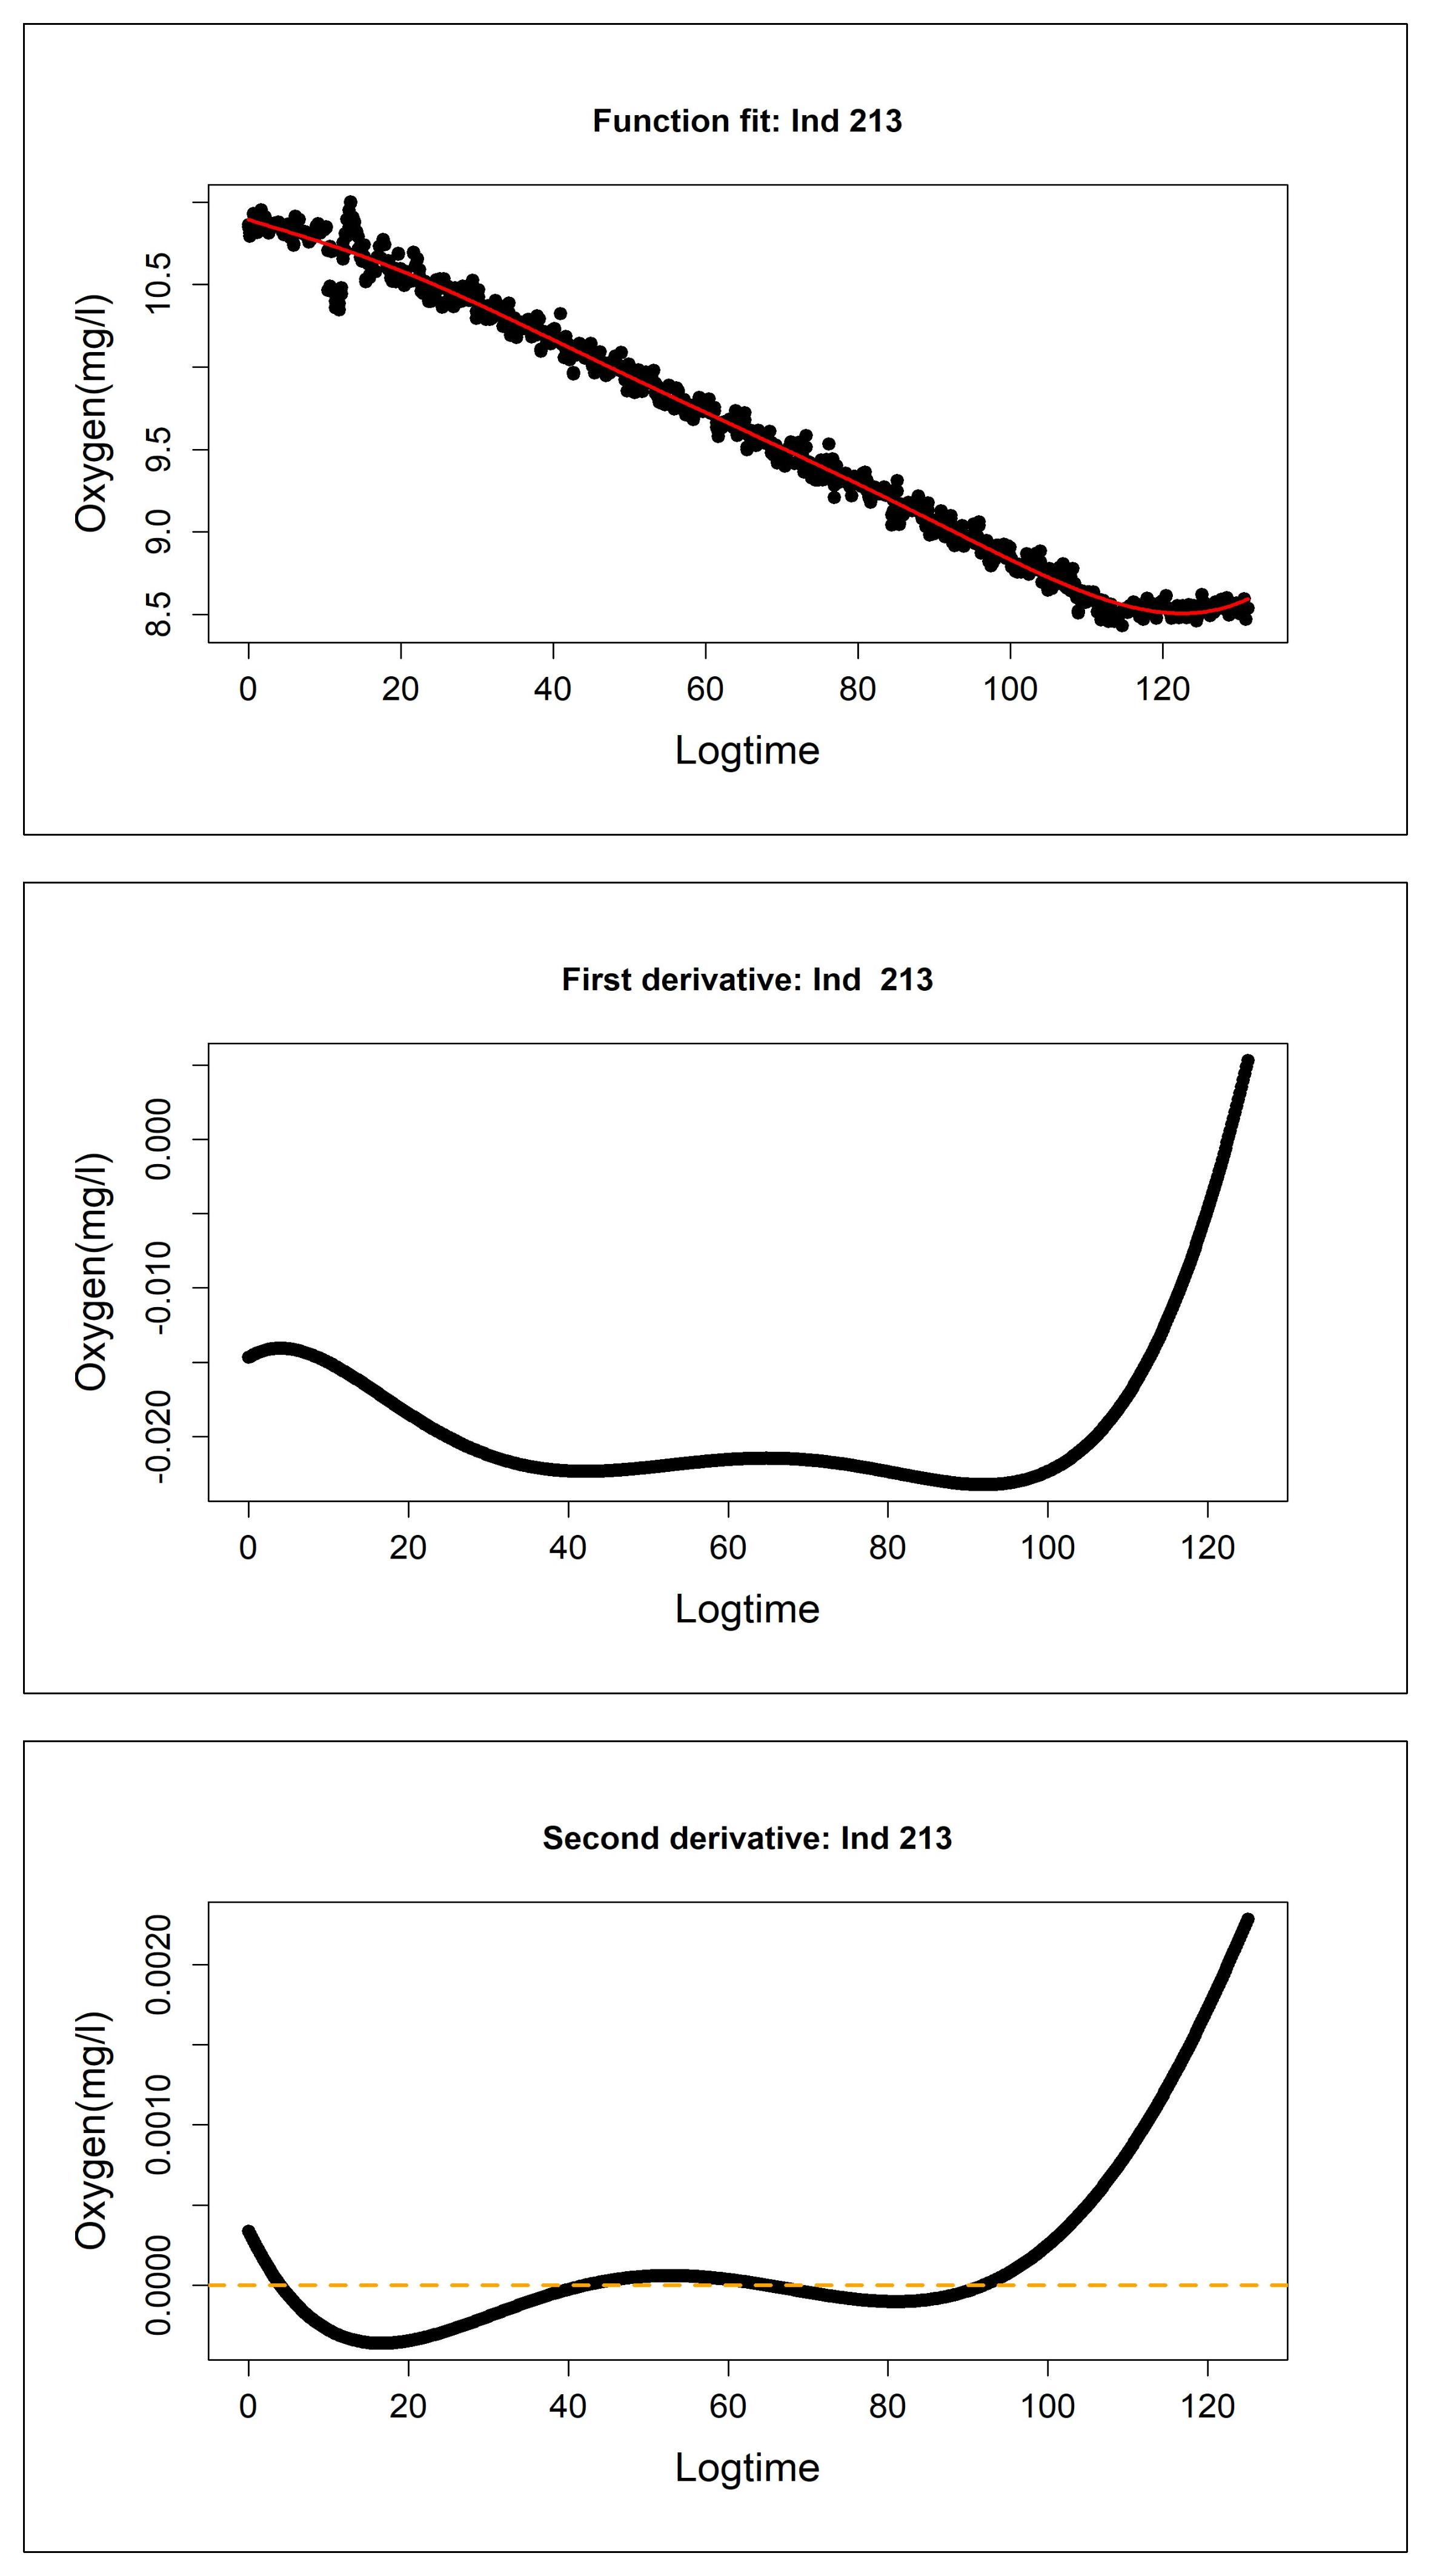 Function fit: Ind 213
Oxygen(mg/l)
10.5
9.5
9.0
8.5
0 20 40 60 80 100 120
Logtime
First derivative: Ind  213
Oxygen(mg/l)
0.000
-0.010
-0.020
0 20 40 60 80 100 120
Logtime
Second derivative: Ind 213
Oxygen(mg/l)
0.0020
0.0010
0.0000
0 20 40 60 80 100 120
Logtime